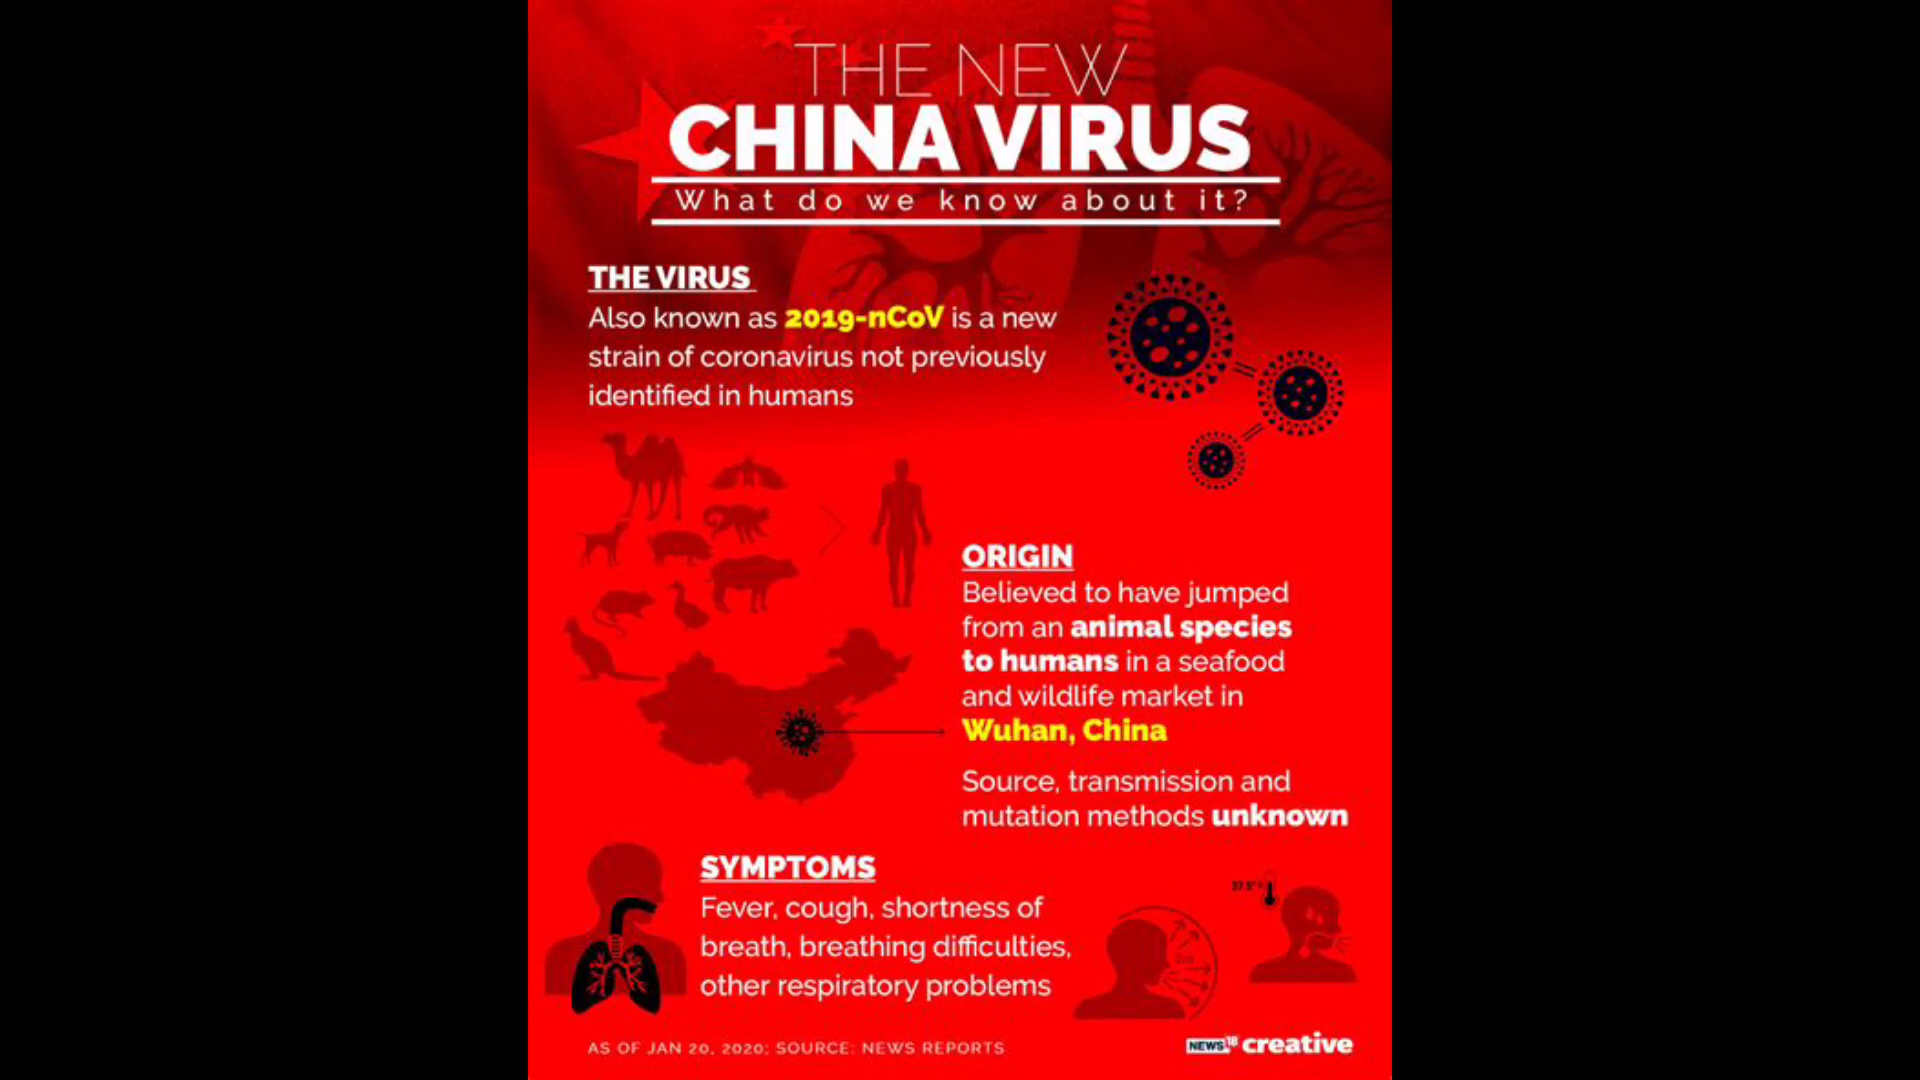 THE NEW
CHINA VIRUS
What do we know about it?
THE VIRUS
Also known as 2019-nCoV is a new
strain of coronavirus not previously
identified in humans
ORIGIN
Believed to have jumped
from an animal species
to humans in a seafood
and wildlife market in
Wuhan, China
Source, transmission and
mutation methods unknown
SYMPTOMS
Fever, cough, shortness of
breath, breathing difficulties,
other respiratory problems
AS OF JAN 20, 2020; SOURCE: NEWS REPORTS
NEWS18 creative